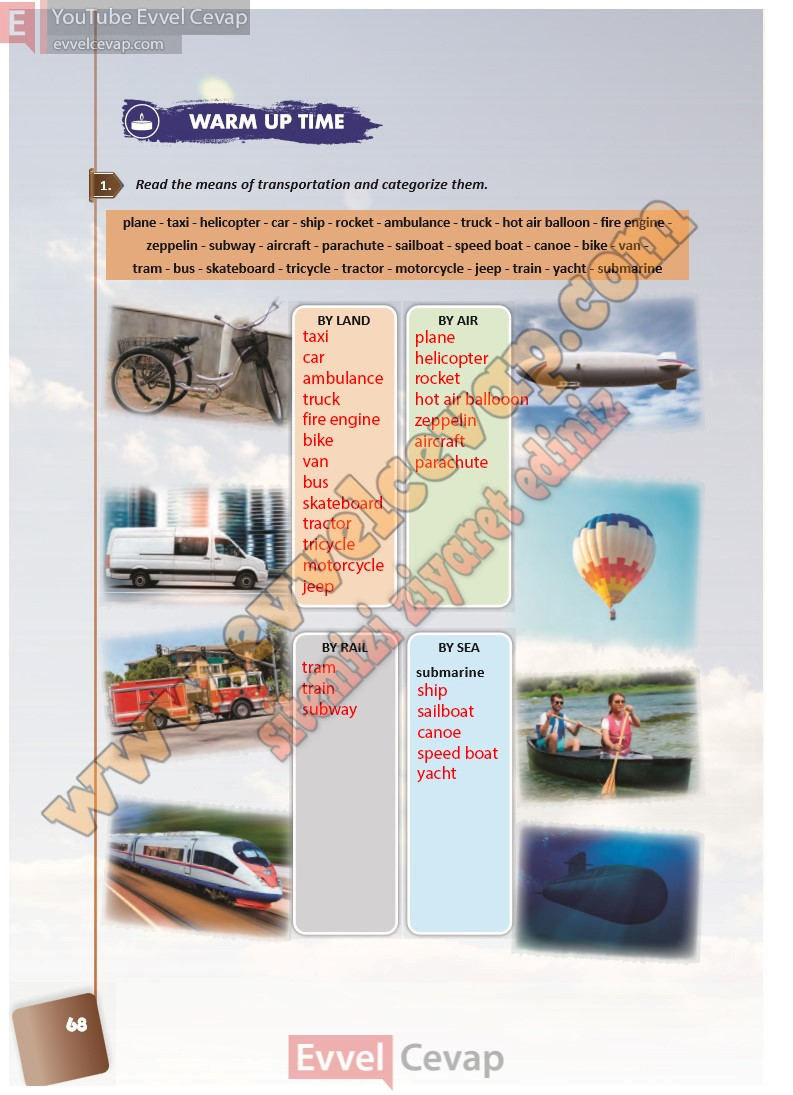 E YouTube Evvel Cevap
evvelcevap.com
WARM UP TIME
1. Read the means of transportation and categorize them.
plane - taxi - helicopter - car - ship - rocket - ambulance - truck - hot air balloon - fire engine -
zeppelin - subway - aircraft - parachute - sailboat - speed boat - canoe - bike - van -
tram - bus - skateboard - tricycle - tractor - motorcycle - jeep - train - yacht - submarine
BY LAND
taxi
car
ambulance
truck
fire engine
bike
van
bus
skateboard
tractor
tricycle
motorcycle
jeep
BY AIR
plane
helicopter
rocket
hot air ballooon
zeppelin
aircraft
parachute
BY RAIL
tram
train
subway
BY SEA
submarine
ship
sailboat
canoe
speed boat
yacht
www.evvelcevap.com
sitemizi ziyaret ediniz
68
Evvel Cevap